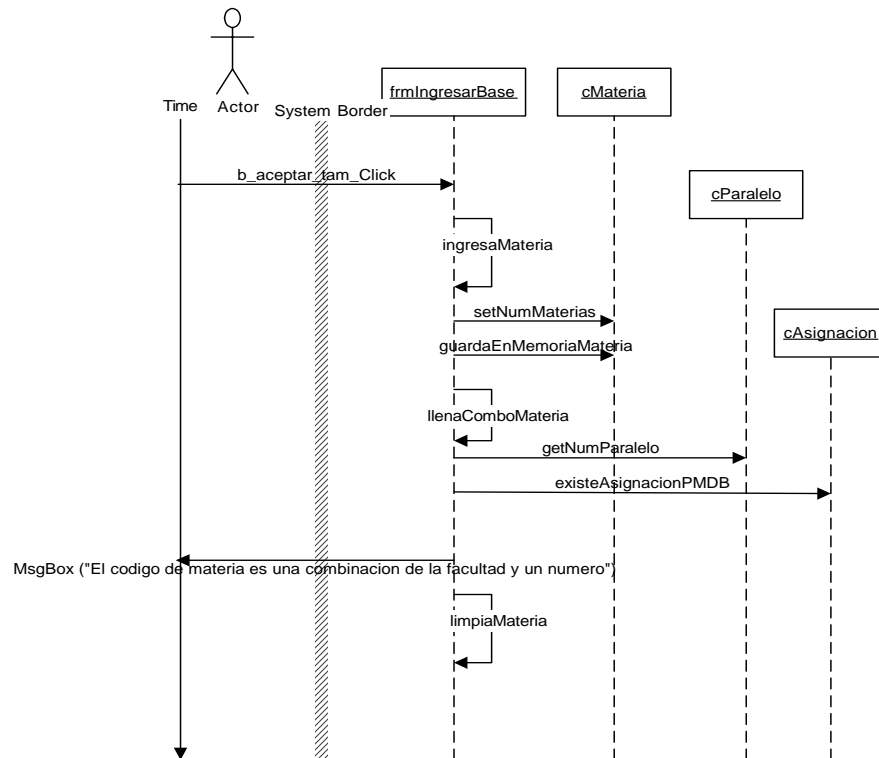 frmIngresarBase
cMateria
Time
Actor
System Border
b_aceptar_tam_Click
cParalelo
ingresaMateria
setNumMaterias
cAsignacion
guardaEnMemoriaMateria
llenaComboMateria
getNumParalelo
existeAsignacionPMDB
MsgBox ("El codigo de materia es una combinacion de la facultad y un numero")
limpiaMateria